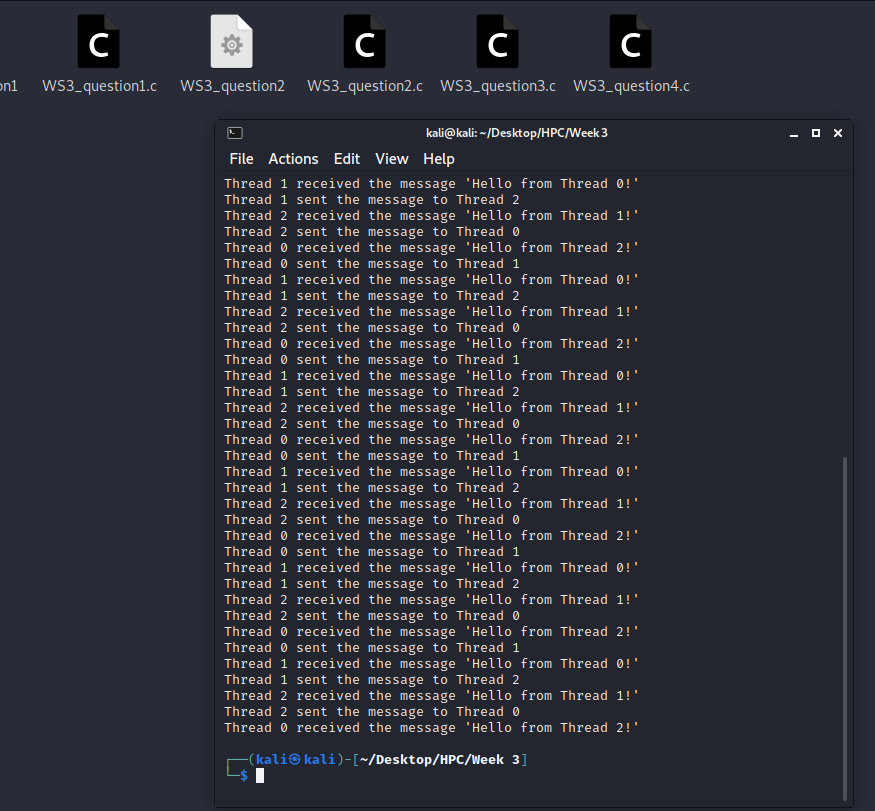 on1
WS3_question1.c
WS3_question2
WS3_question2.c
WS3_question3.c
WS3_question4.c
kali@kali: ~/Desktop/HPC/Week 3
File Actions Edit View Help
Thread 1 received the message 'Hello from Thread 0!'
Thread 1 sent the message to Thread 2
Thread 2 received the message 'Hello from Thread 1!'
Thread 2 sent the message to Thread 0
Thread 0 received the message 'Hello from Thread 2!'
Thread 0 sent the message to Thread 1
Thread 1 received the message 'Hello from Thread 0!'
Thread 1 sent the message to Thread 2
Thread 2 received the message 'Hello from Thread 1!'
Thread 2 sent the message to Thread 0
Thread 0 received the message 'Hello from Thread 2!'
Thread 0 sent the message to Thread 1
Thread 1 received the message 'Hello from Thread 0!'
Thread 1 sent the message to Thread 2
Thread 2 received the message 'Hello from Thread 1!'
Thread 2 sent the message to Thread 0
Thread 0 received the message 'Hello from Thread 2!'
Thread 0 sent the message to Thread 1
Thread 1 received the message 'Hello from Thread 0!'
Thread 1 sent the message to Thread 2
Thread 2 received the message 'Hello from Thread 1!'
Thread 2 sent the message to Thread 0
Thread 0 received the message 'Hello from Thread 2!'
Thread 0 sent the message to Thread 1
Thread 1 received the message 'Hello from Thread 0!'
Thread 1 sent the message to Thread 2
Thread 2 received the message 'Hello from Thread 1!'
Thread 2 sent the message to Thread 0
Thread 0 received the message 'Hello from Thread 2!'
Thread 0 sent the message to Thread 1
Thread 1 received the message 'Hello from Thread 0!'
Thread 1 sent the message to Thread 2
Thread 2 received the message 'Hello from Thread 1!'
Thread 2 sent the message to Thread 0
Thread 0 received the message 'Hello from Thread 2!'
┌──(kali㉿kali)-[~/Desktop/HPC/Week 3]
└─$